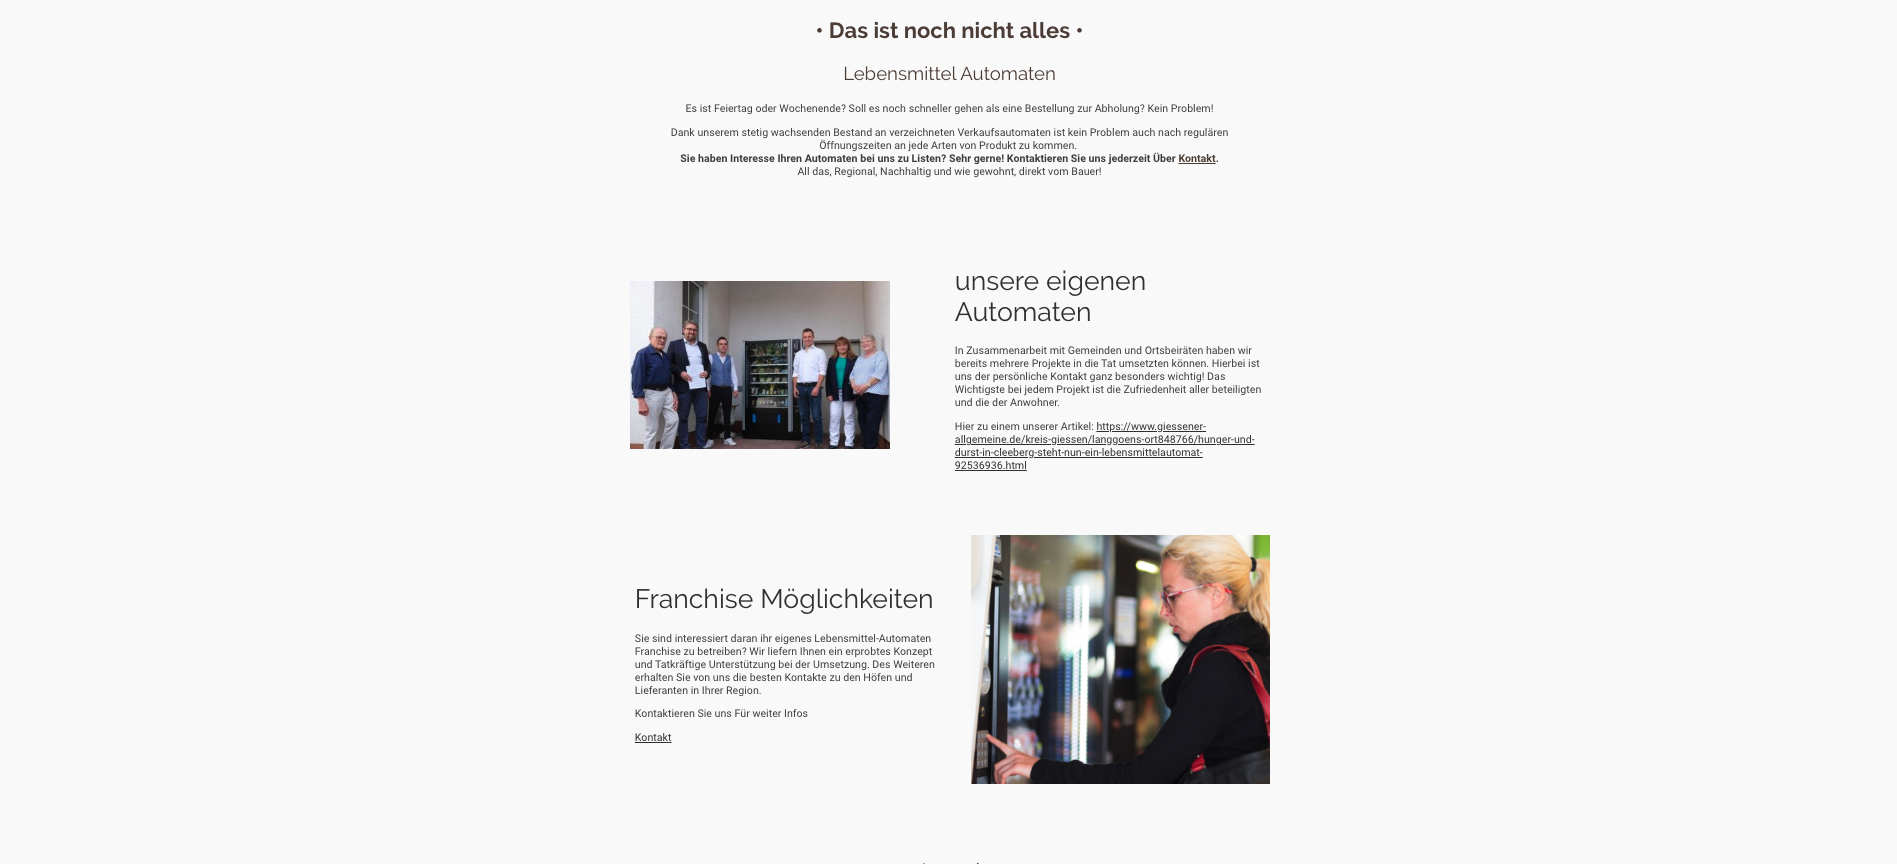 • Das ist noch nicht alles •
Lebensmittel Automaten
Es ist Feiertag oder Wochenende? Soll es noch schneller gehen als eine Bestellung zur Abholung? Kein Problem!
Dank unserem stetig wachsenden Bestand an verzeichneten Verkaufsautomaten ist kein Problem auch nach regulären
Öffnungszeiten an jede Arten von Produkt zu kommen.
Sie haben Interesse Ihren Automaten bei uns zu Listen? Sehr gerne! Kontaktieren Sie uns jederzeit Über Kontakt.
All das, Regional, Nachhaltig und wie gewohnt, direkt vom Bauer!
unsere eigenen
Automaten
In Zusammenarbeit mit Gemeinden und Ortsbeiräten haben wir
bereits mehrere Projekte in die Tat umsetzten können. Hierbei ist
uns der persönliche Kontakt ganz besonders wichtig! Das
Wichtigste bei jedem Projekt ist die Zufriedenheit aller beteiligten
und die der Anwohner.
Hier zu einem unserer Artikel: https://www.giessener-
allgemeine.de/kreis-giessen/langgoens-ort848766/hunger-und-
durst-in-cleeberg-steht-nun-ein-lebensmittelautomat-
92536936.html
Franchise Möglichkeiten
Sie sind interessiert daran ihr eigenes Lebensmittel-Automaten
Franchise zu betreiben? Wir liefern Ihnen ein erprobtes Konzept
und Tatkräftige Unterstützung bei der Umsetzung. Des Weiteren
erhalten Sie von uns die besten Kontakte zu den Höfen und
Lieferanten in Ihrer Region.
Kontaktieren Sie uns Für weiter Infos
Kontakt